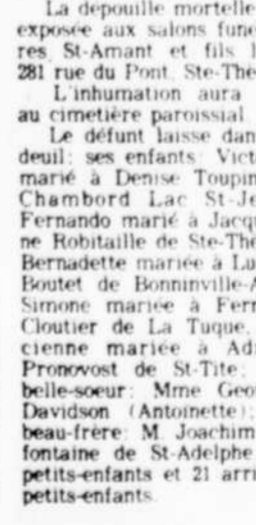 La dépouille mortelle
exposée aux salons funé
res St-Amant et fils 1
281 rue du Pont, Ste-Thé
L'inhumation aura
au cimetière paroissial
Le défunt laisse dan
deuil: ses enfants: Vict
marié à Denise Toupin
Chambord Lac St-Je
Fernando marié à Jacqu
ne Robitaille de Ste-Thé
Bernadette mariée à Lu
Boutet de Bonninville-A
Simone mariée à Fern
Cloutier de La Tuque,
cienne mariée à Adr
Pronovost de St-Tite;
belle-soeur: Mme Geor
Davidson (Antoinette);
beau-frère: M. Joachim
fontaine de St-Adelphe
petits-enfants et 21 arri
petits-enfants.